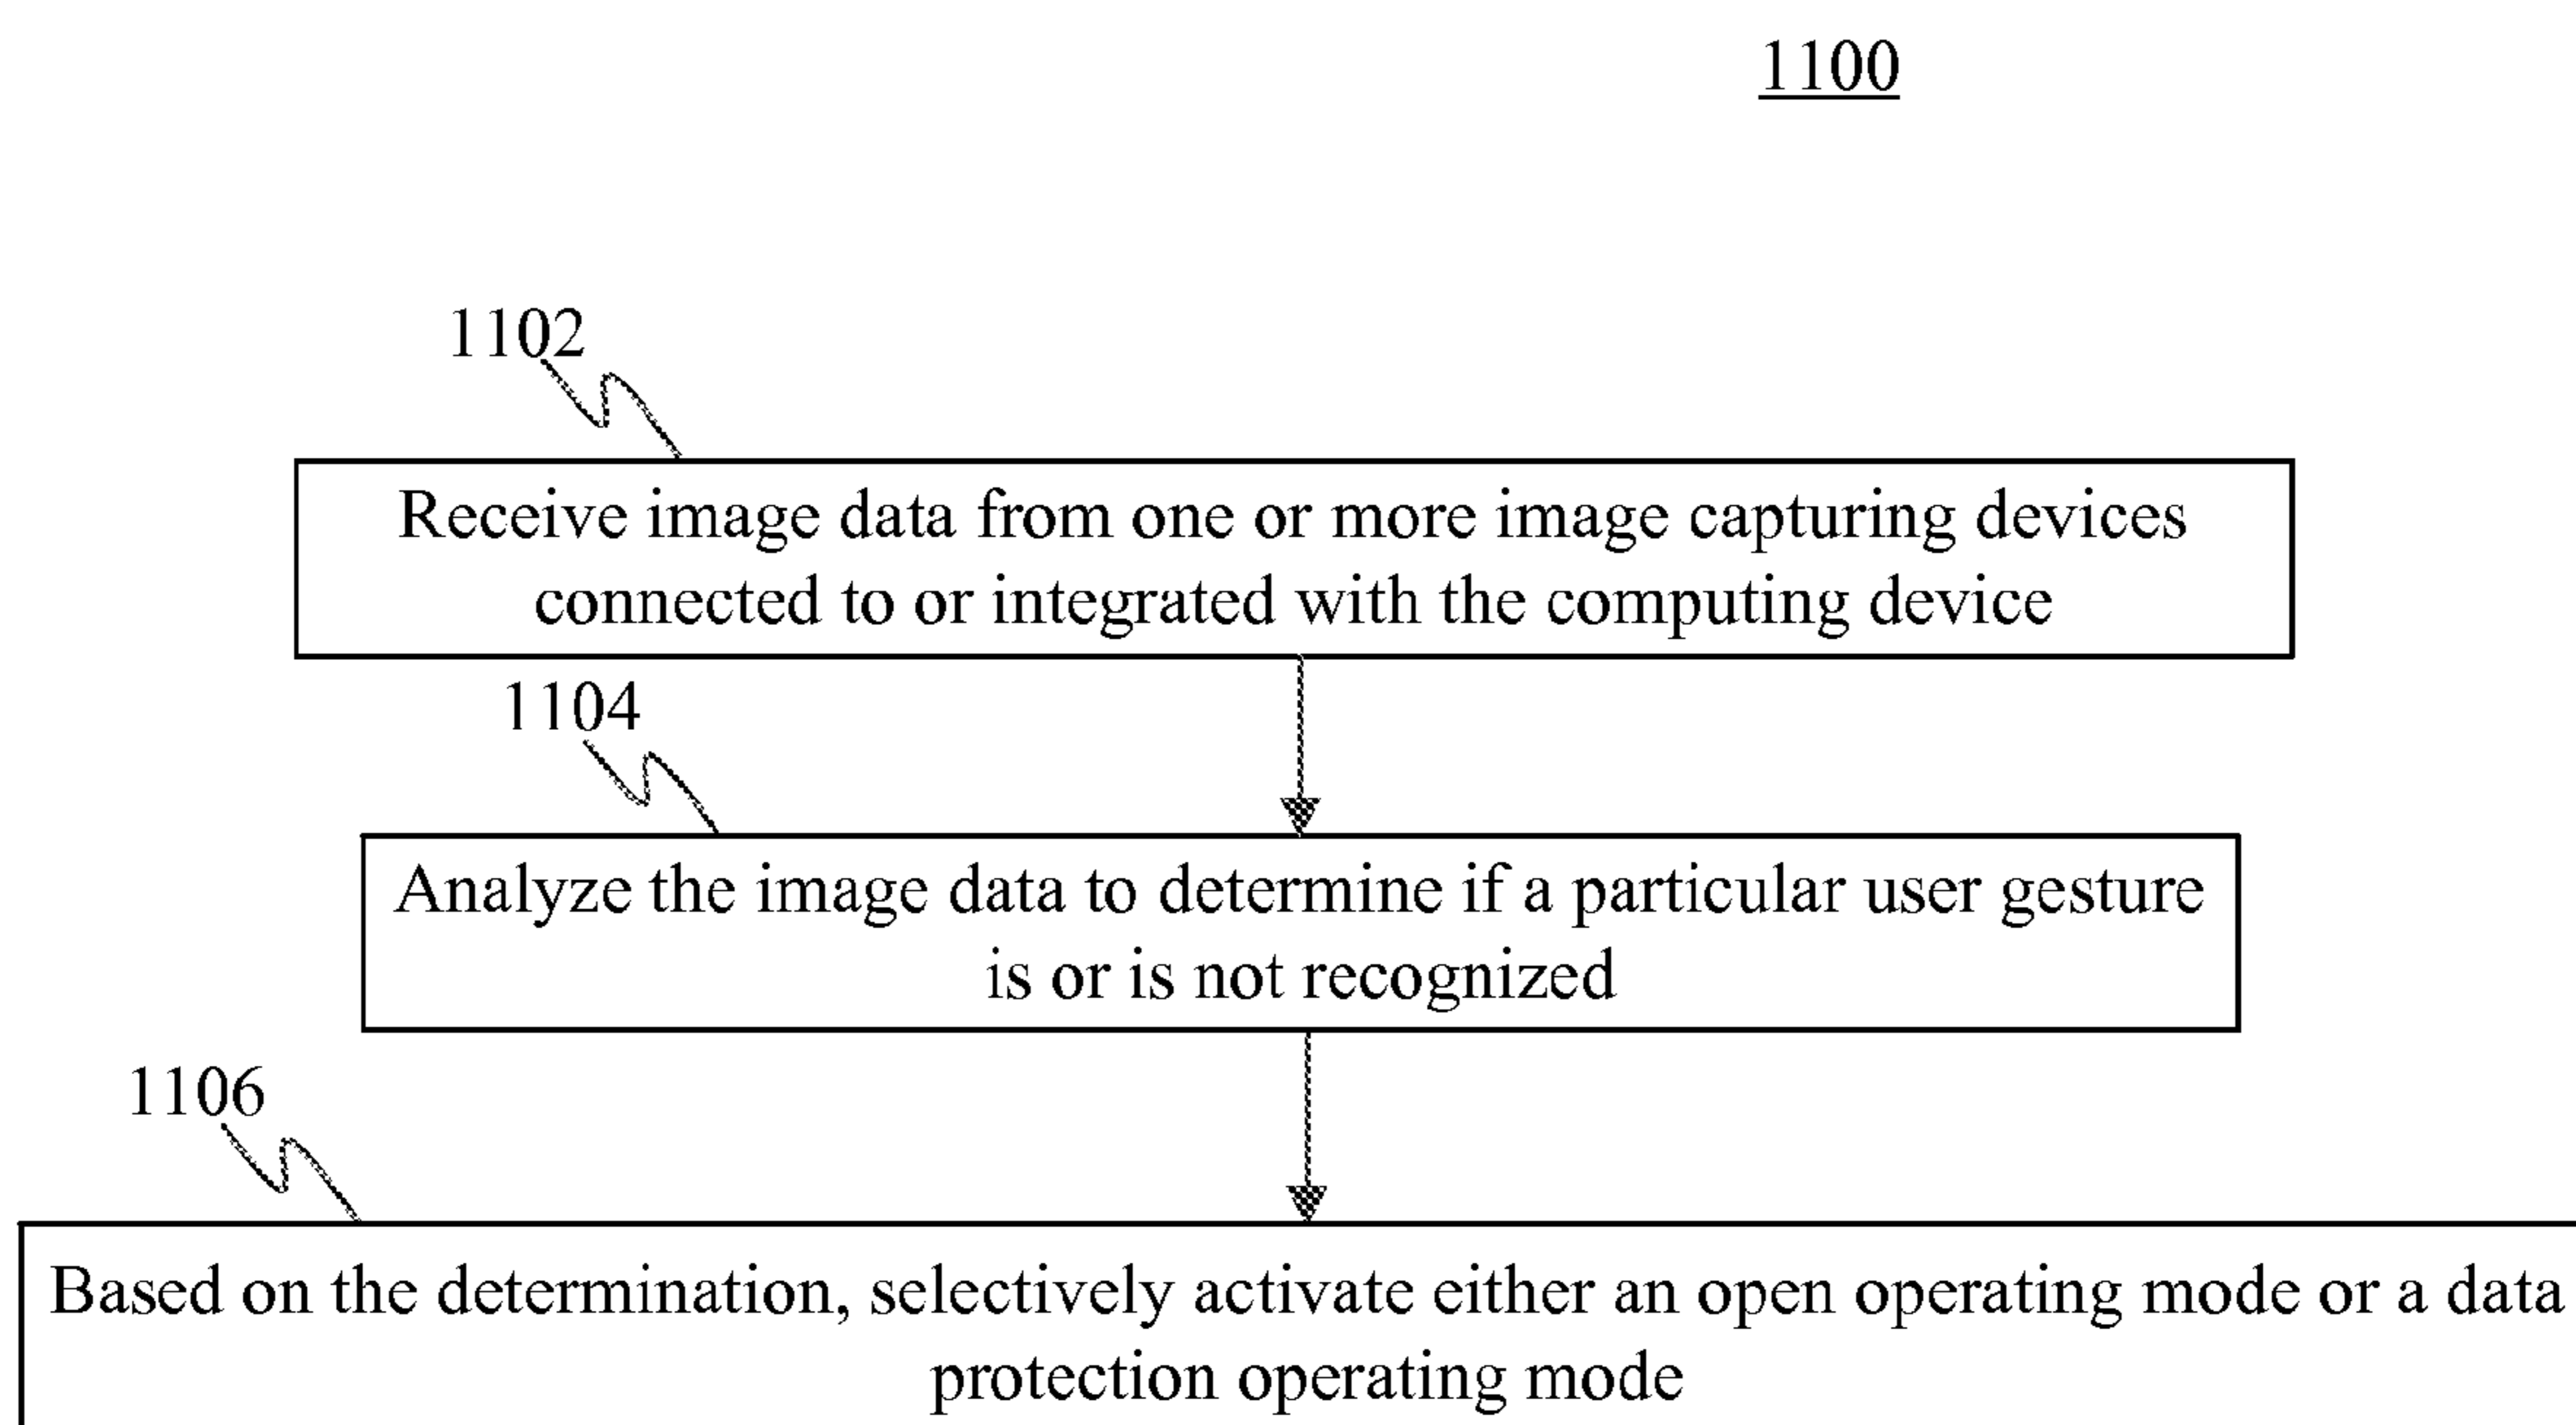 1100
1102
Receive image data from one or more image capturing devices
connected to or integrated with the computing device
1104
Analyze the image data to determine if a particular user gesture
is or is not recognized
1106
Based on the determination, selectively activate either an open operating mode or a data
protection operating mode